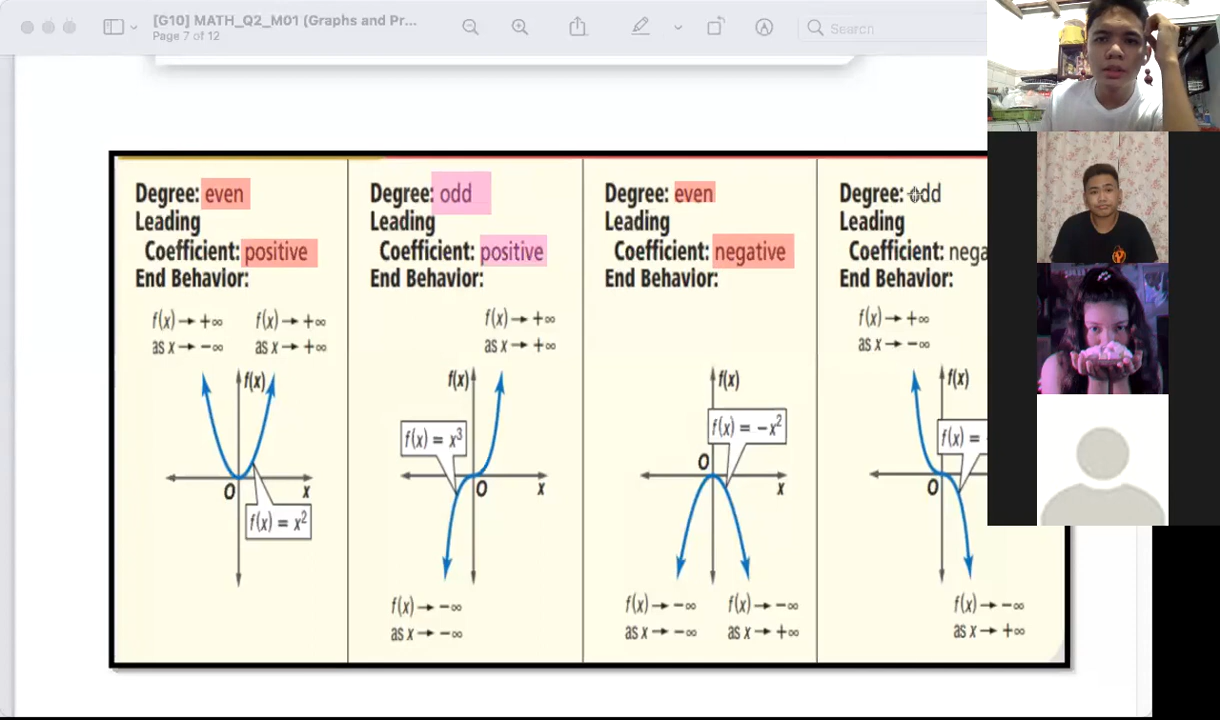 [G10] MATH_Q2_M01 (Graphs and Pr...
Page 7 of 12
Search
Degree: even
Leading
Coefficient: positive
End Behavior:
f(x) → +∞ f(x) → +∞
as x → −∞ as x → +∞
f(x)
O
x
f(x) = x²
Degree: odd
Leading
Coefficient: positive
End Behavior:
f(x) → +∞
as x → +∞
f(x)
f(x) = x³
O
x
f(x) → −∞
as x → −∞
Degree: even
Leading
Coefficient: negative
End Behavior:
f(x)
f(x) = −x²
O
x
f(x) → −∞ f(x) → −∞
as x → −∞ as x → +∞
Degree: odd
Leading
Coefficient: nega
End Behavior:
f(x) → +∞
as x → −∞
f(x)
f(x) = -
O
f(x) → −∞
as x → +∞